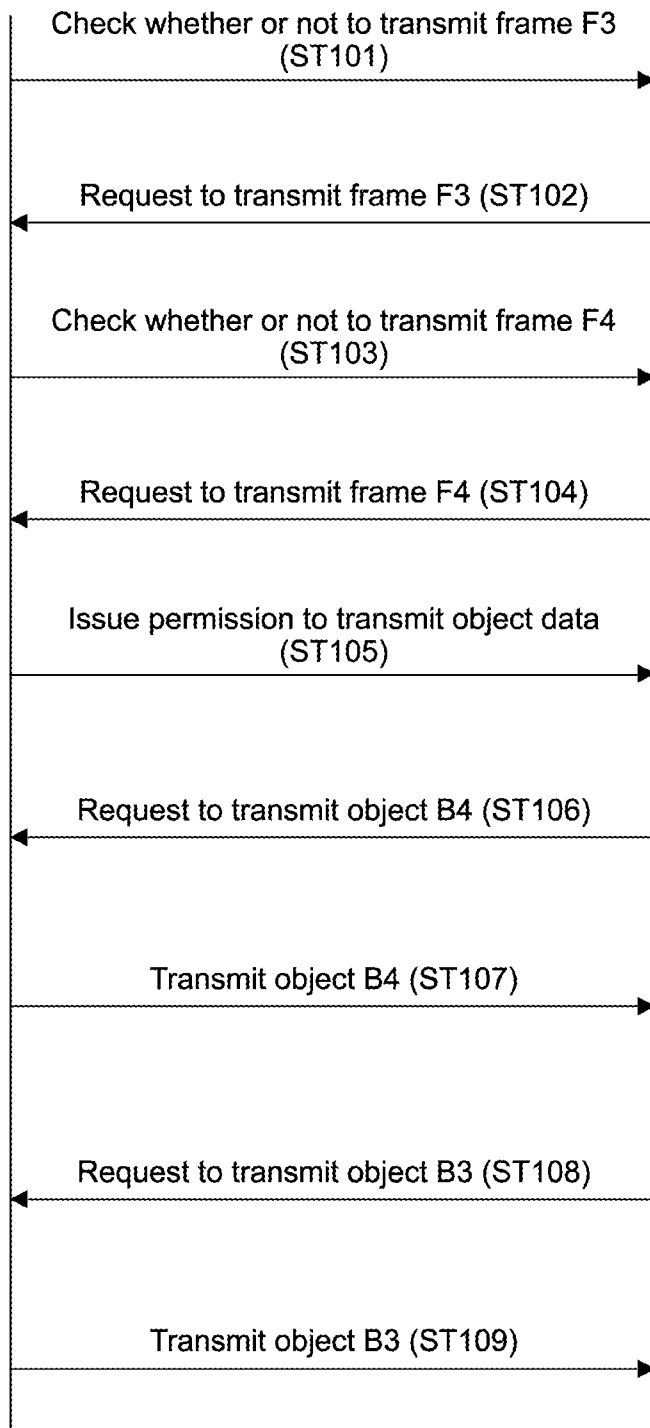 Check whether or not to transmit frame F3
(ST101)
Request to transmit frame F3 (ST102)
Check whether or not to transmit frame F4
(ST103)
Request to transmit frame F4 (ST104)
Issue permission to transmit object data
(ST105)
Request to transmit object B4 (ST106)
Transmit object B4 (ST107)
Request to transmit object B3 (ST108)
Transmit object B3 (ST109)